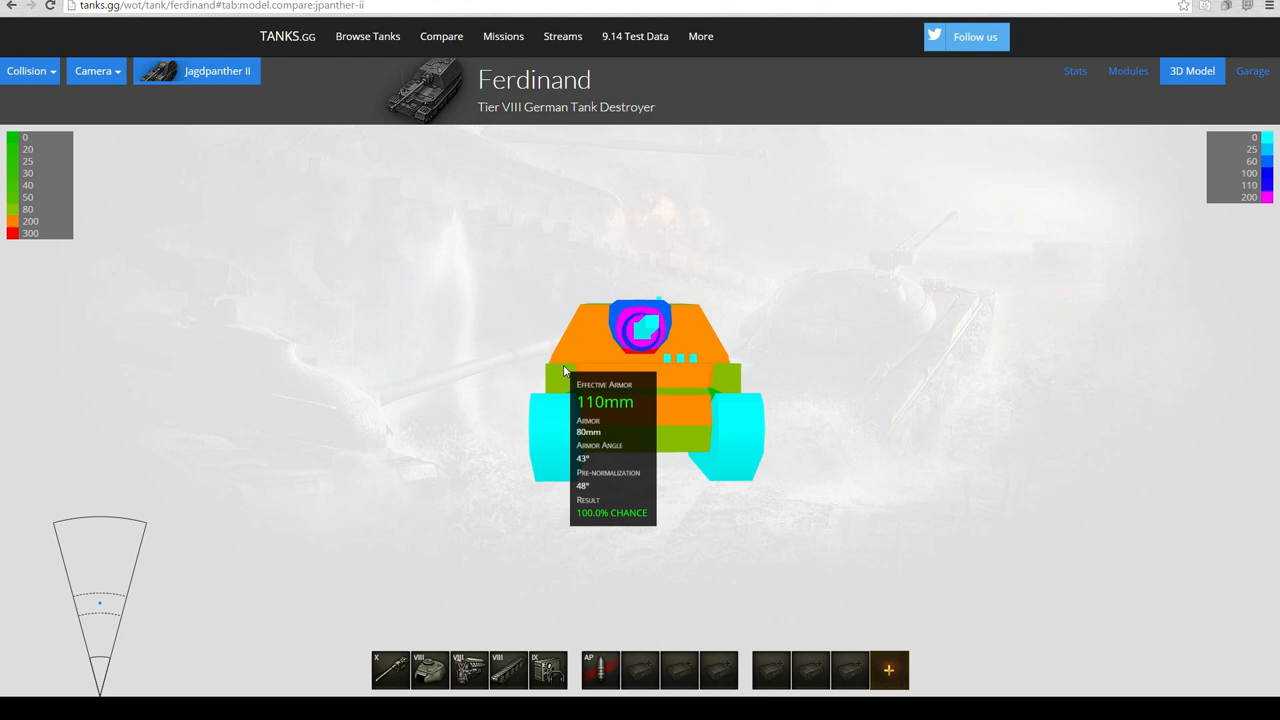 tanks.gg/wot/tank/ferdinand#tab:model.compare:jpanther-ii
TANKS.GG Browse Tanks Compare Missions Streams 9.14 Test Data More Follow us
Collision Camera Jagdpanther II
Ferdinand
Tier VIII German Tank Destroyer
Stats Modules 3D Model Garage
0
20
25
30
40
50
80
200
300
0
25
60
100
110
200
Effective Armor
110mm
Armor
80mm
Armor Angle
43°
Pre-normalization
48°
Result
100.0% CHANCE
X VIII VIII VIII IX AP